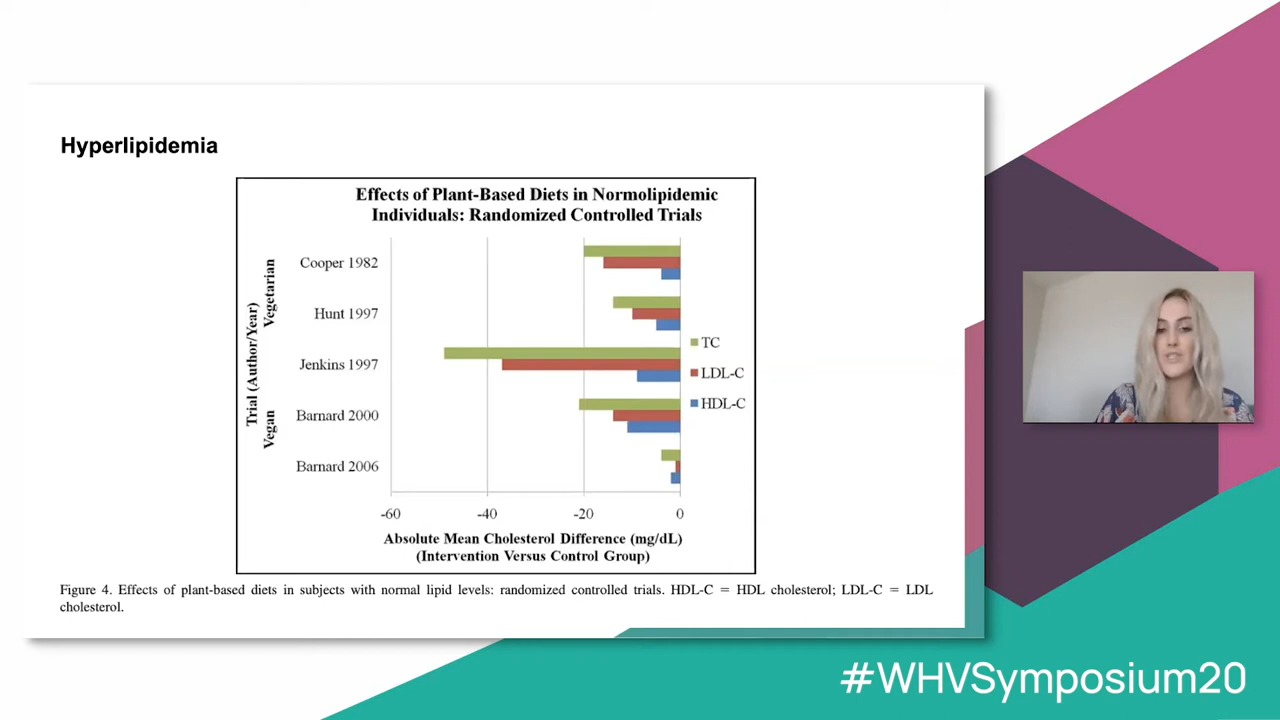 Hyperlipidemia
Effects of Plant-Based Diets in Normolipidemic
Individuals: Randomized Controlled Trials
Trial (Author/Year)
Vegetarian
Vegan
Cooper 1982
Hunt 1997
Jenkins 1997
Barnard 2000
Barnard 2006
TC
LDL-C
HDL-C
-60 -40 -20 0
Absolute Mean Cholesterol Difference (mg/dL)
(Intervention Versus Control Group)
Figure 4. Effects of plant-based diets in subjects with normal lipid levels: randomized controlled trials. HDL-C = HDL cholesterol; LDL-C = LDL
cholesterol.
#WHVSymposium20